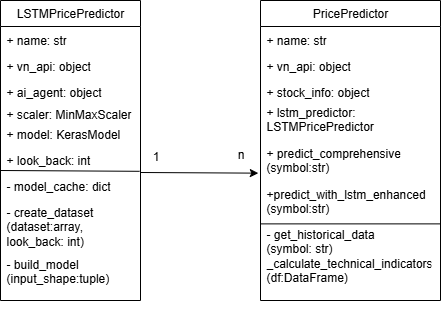 LSTMPricePredictor
+ name: str
+ vn_api: object
+ ai_agent: object
+ scaler: MinMaxScaler
+ model: KerasModel
+ look_back: int
- model_cache: dict
- create_dataset
(dataset:array,
look_back: int)
- build_model
(input_shape:tuple)
1
n
PricePredictor
+ name: str
+ vn_api: object
+ stock_info: object
+ lstm_predictor:
LSTMPricePredictor
+ predict_comprehensive
(symbol:str)
+predict_with_lstm_enhanced
(symbol:str)
- get_historical_data
(symbol: str)
_calculate_technical_indicators
(df:DataFrame)